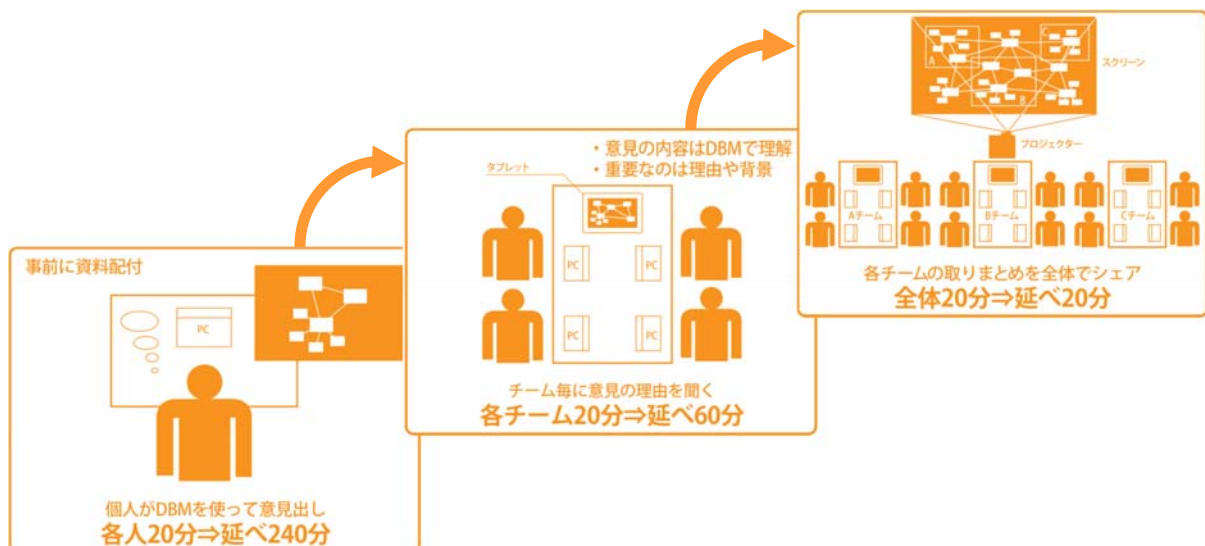 事前に資料配付
PC
個人がDBMを使って意見出し
各人20分⇒延べ240分
・意見の内容はDBMで理解
・重要なのは理由や背景
タブレット
PC
PC
PC
PC
チーム毎に意見の理由を聞く
各チーム20分⇒延べ60分
A
C
B
スクリーン
プロジェクター
Aチーム
Bチーム
Cチーム
各チームの取りまとめを全体でシェア
全体20分⇒延べ20分